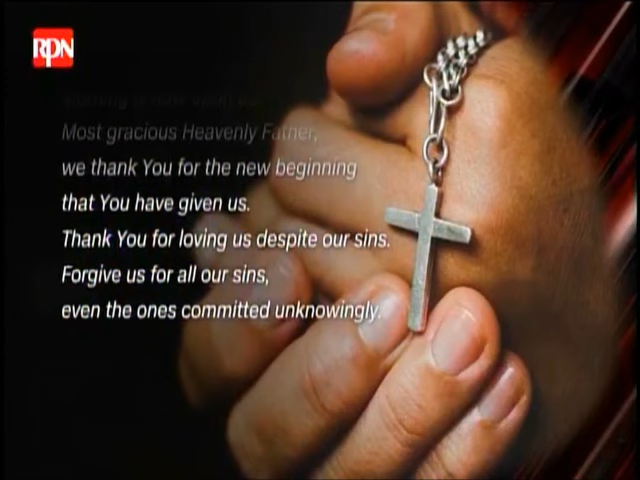 RPN
Most gracious Heavenly Father,
we thank You for the new beginning
that You have given us.
Thank You for loving us despite our sins.
Forgive us for all our sins,
even the ones committed unknowingly.